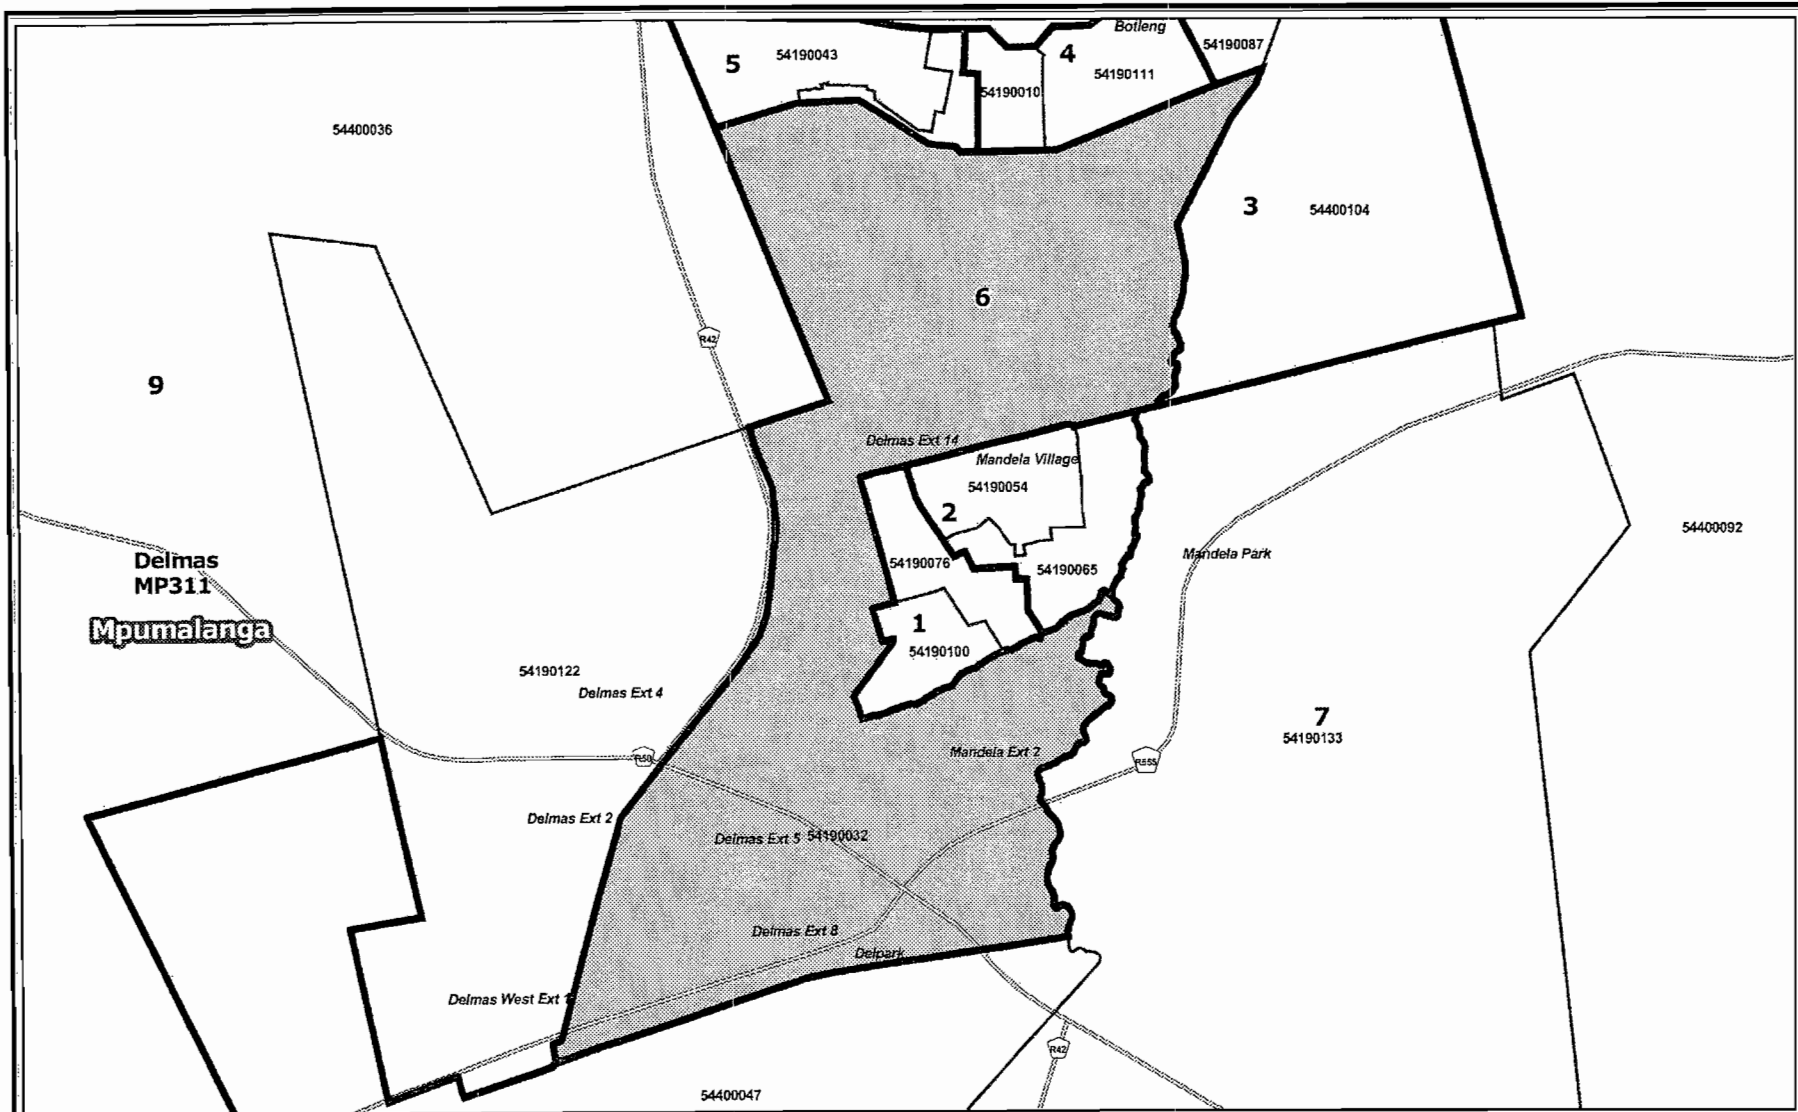 Botleng
54190087
4
5
54190043
54190111
54190010
54400036
3
54400104
6
R42
9
Delmas Ext 14
Mandela Village
54190054
2
54400092
Delmas
MP311
Mandela Park
54190076
54190065
Mpumalanga
1
54190100
54190122
Delmas Ext 4
7
54190133
Mandela Ext 2
R50
R555
Delmas Ext 2
Delmas Ext 5 54190032
Delmas Ext 8
Delpark
Delmas West Ext 1
R42
54400047